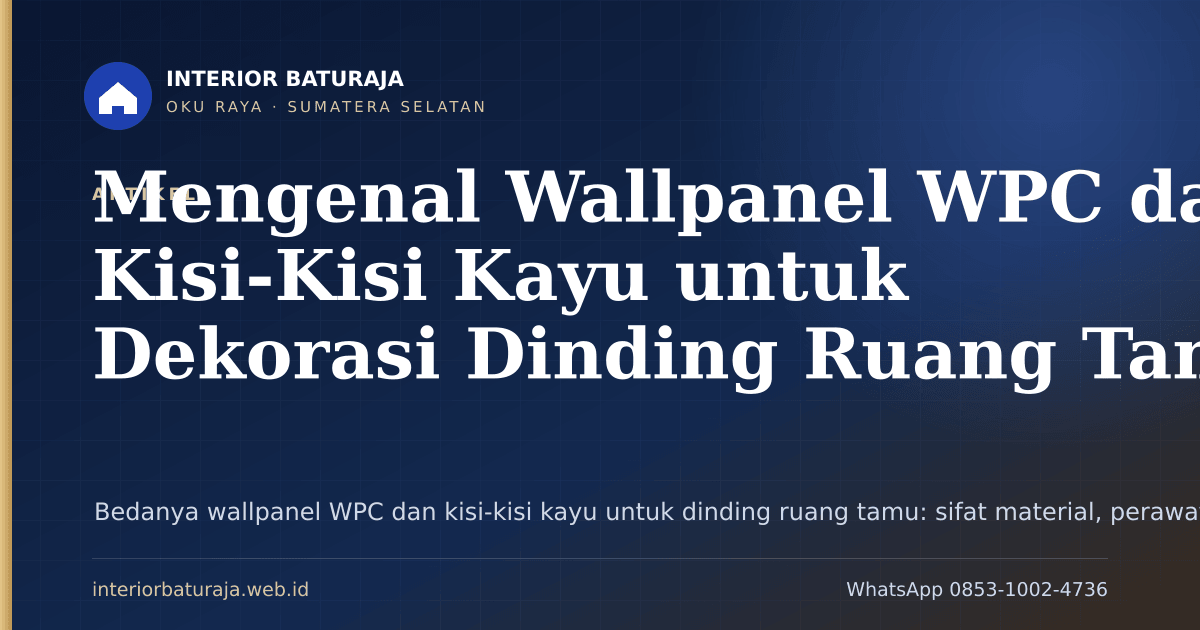 INTERIOR BATURAJA
OKU RAYA · SUMATERA SELATAN
ARTIKEL
Mengenal Wallpanel WPC da
Kisi-Kisi Kayu untuk
Dekorasi Dinding Ruang Tam
Bedanya wallpanel WPC dan kisi-kisi kayu untuk dinding ruang tamu: sifat material, perawa
interiorbaturaja.web.id
WhatsApp 0853-1002-4736